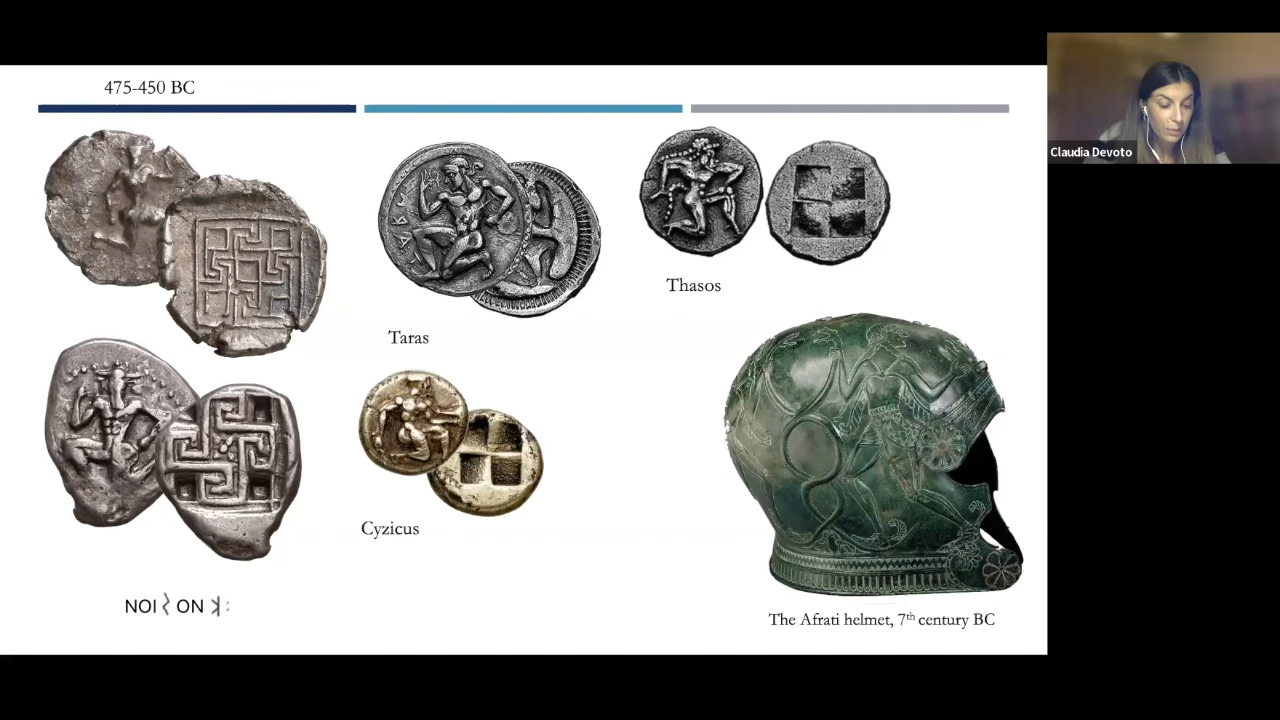 475-450 BC
Claudia Devoto
Thasos
Taras
Cyzicus
The Afrati helmet, 7th century BC